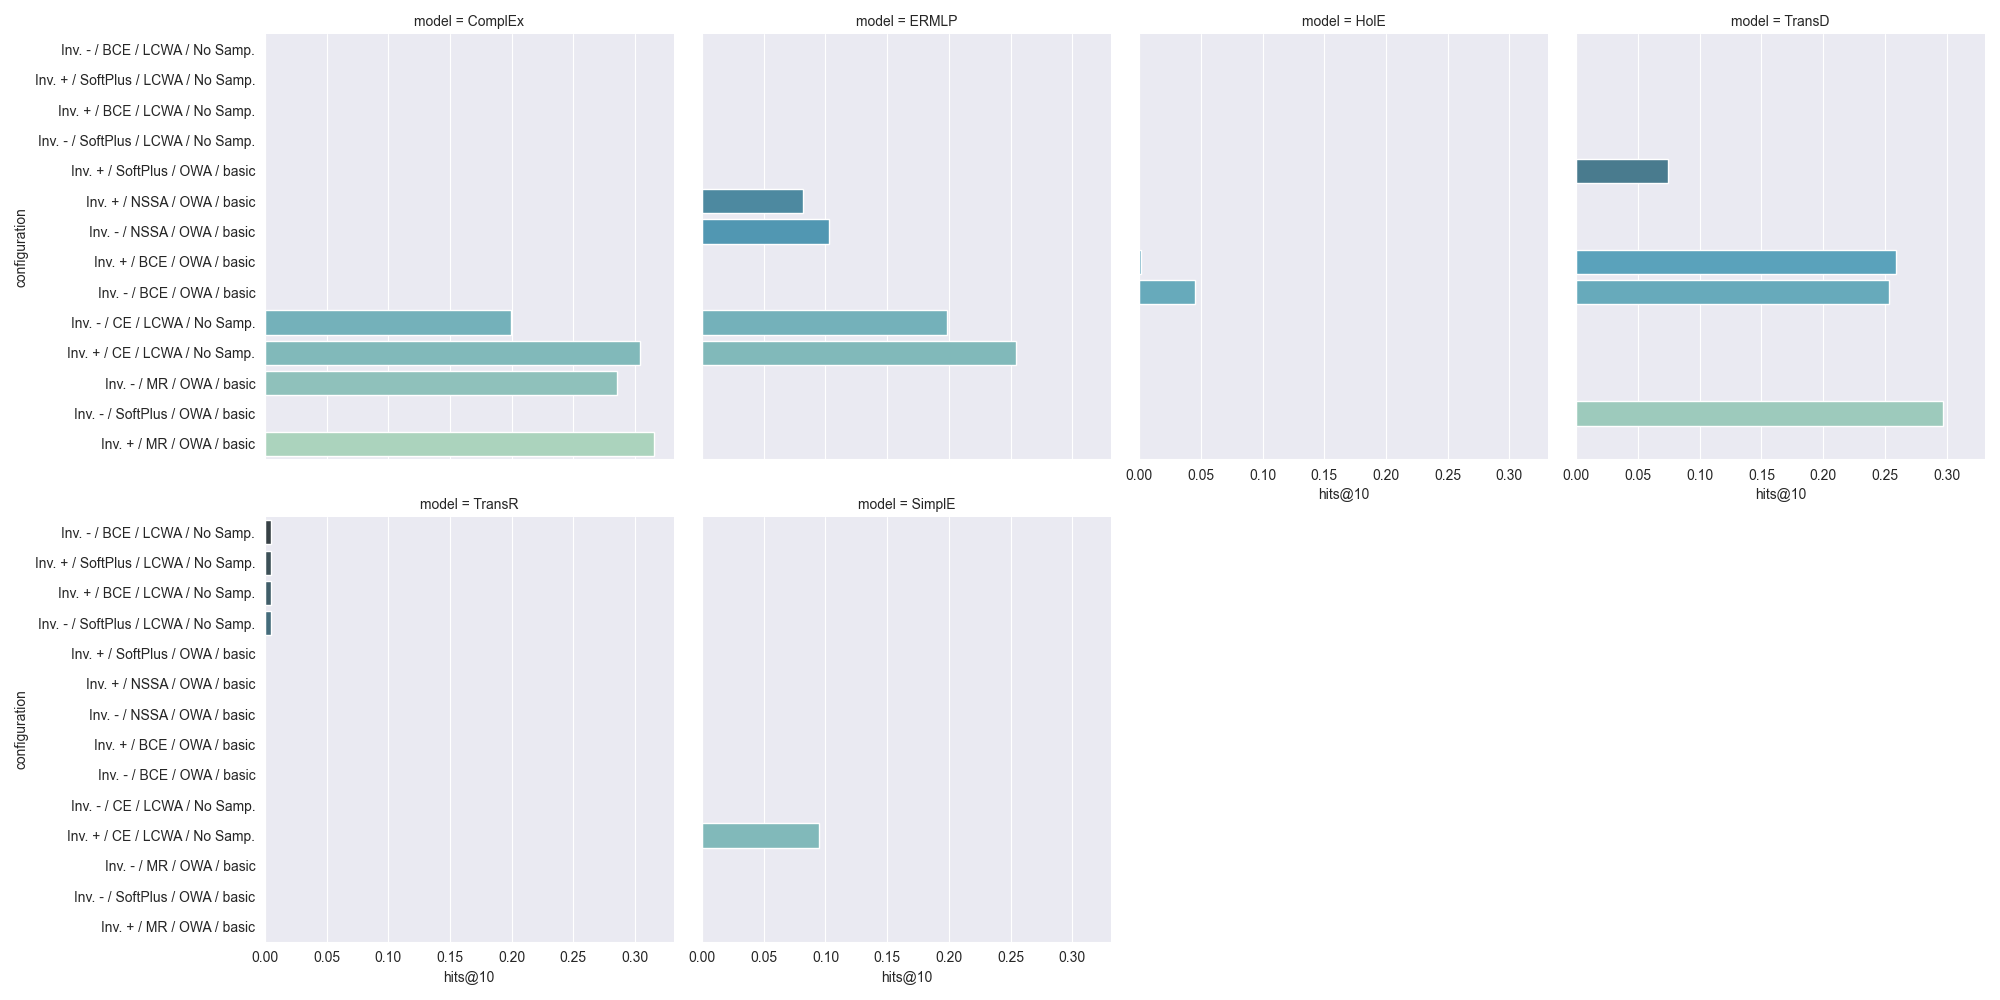 model = ComplEx
model = ERMLP
model = HolE
model = TransD
configuration
Inv. - / BCE / LCWA / No Samp.
Inv. + / SoftPlus / LCWA / No Samp.
Inv. + / BCE / LCWA / No Samp.
Inv. - / SoftPlus / LCWA / No Samp.
Inv. + / SoftPlus / OWA / basic
Inv. + / NSSA / OWA / basic
Inv. - / NSSA / OWA / basic
Inv. + / BCE / OWA / basic
Inv. - / BCE / OWA / basic
Inv. - / CE / LCWA / No Samp.
Inv. + / CE / LCWA / No Samp.
Inv. - / MR / OWA / basic
Inv. - / SoftPlus / OWA / basic
Inv. + / MR / OWA / basic
0.00 0.05 0.10 0.15 0.20 0.25 0.30
hits@10
0.00 0.05 0.10 0.15 0.20 0.25 0.30
hits@10
model = TransR
model = SimplE
configuration
Inv. - / BCE / LCWA / No Samp.
Inv. + / SoftPlus / LCWA / No Samp.
Inv. + / BCE / LCWA / No Samp.
Inv. - / SoftPlus / LCWA / No Samp.
Inv. + / SoftPlus / OWA / basic
Inv. + / NSSA / OWA / basic
Inv. - / NSSA / OWA / basic
Inv. + / BCE / OWA / basic
Inv. - / BCE / OWA / basic
Inv. - / CE / LCWA / No Samp.
Inv. + / CE / LCWA / No Samp.
Inv. - / MR / OWA / basic
Inv. - / SoftPlus / OWA / basic
Inv. + / MR / OWA / basic
0.00 0.05 0.10 0.15 0.20 0.25 0.30
hits@10
0.00 0.05 0.10 0.15 0.20 0.25 0.30
hits@10